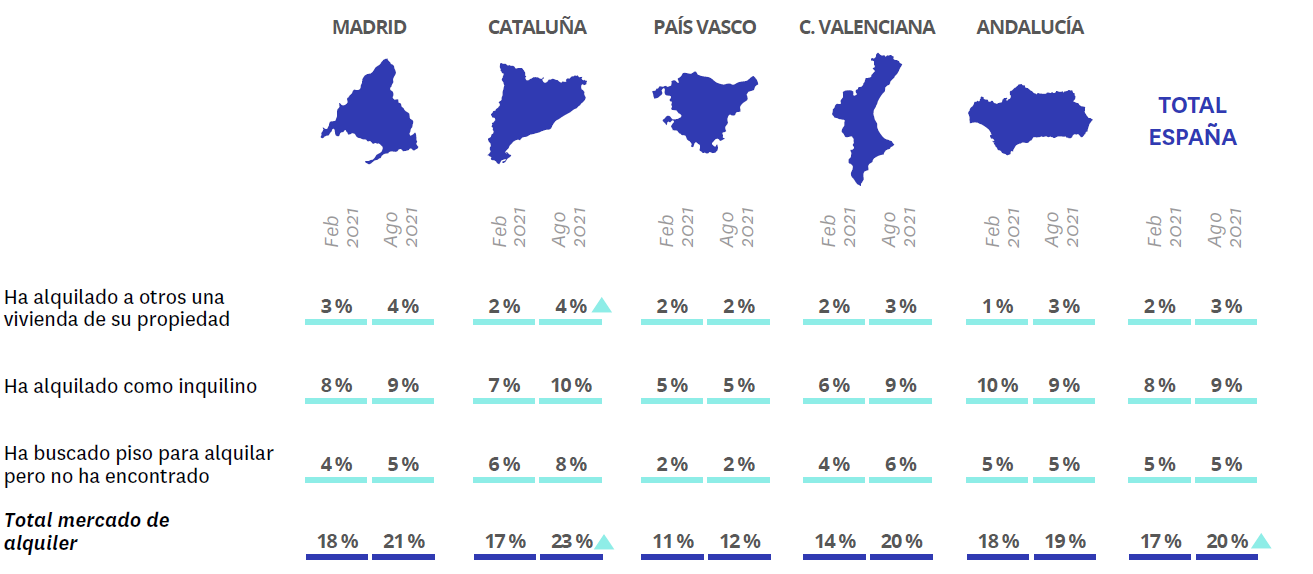 MADRID CATALUÑA PAÍS VASCO C. VALENCIANA ANDALUCÍA
TOTAL
ESPAÑA
Feb 2021 Ago 2021 Feb 2021 Ago 2021 Feb 2021 Ago 2021 Feb 2021 Ago 2021 Feb 2021 Ago 2021 Feb 2021 Ago 2021
Ha alquilado a otros una
vivienda de su propiedad
3% 4% 2% 4% 2% 2% 2% 3% 1% 3% 2% 3%
Ha alquilado como inquilino 8% 9% 7% 10% 5% 5% 6% 9% 10% 9% 8% 9%
Ha buscado piso para alquilar
pero no ha encontrado
4% 5% 6% 8% 2% 2% 4% 6% 5% 5% 5% 5%
Total mercado de
alquiler
18% 21% 17% 23% 11% 12% 14% 20% 18% 19% 17% 20%